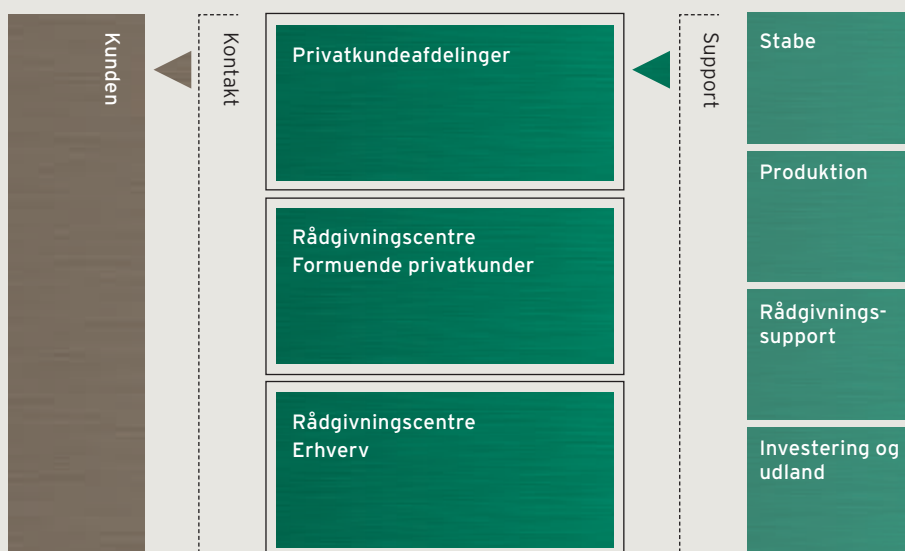 Kunden
Kontakt
Privatkundeafdelinger
Rådgivningscentre
Formuende privatkunder
Rådgivningscentre
Erhverv
Support
Stabe
Produktion
Rådgivnings-
support
Investering og
udland